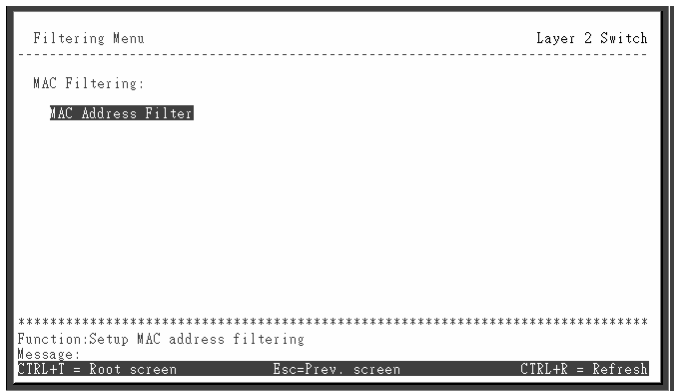 Filtering Menu Layer 2 Switch
--------------------------------------------------------------------------------
MAC Filtering:
MAC Address Filter
********************************************************************************
Function:Setup MAC address filtering
Message:
CTRL+T = Root screen Esc=Prev. screen CTRL+R = Refresh